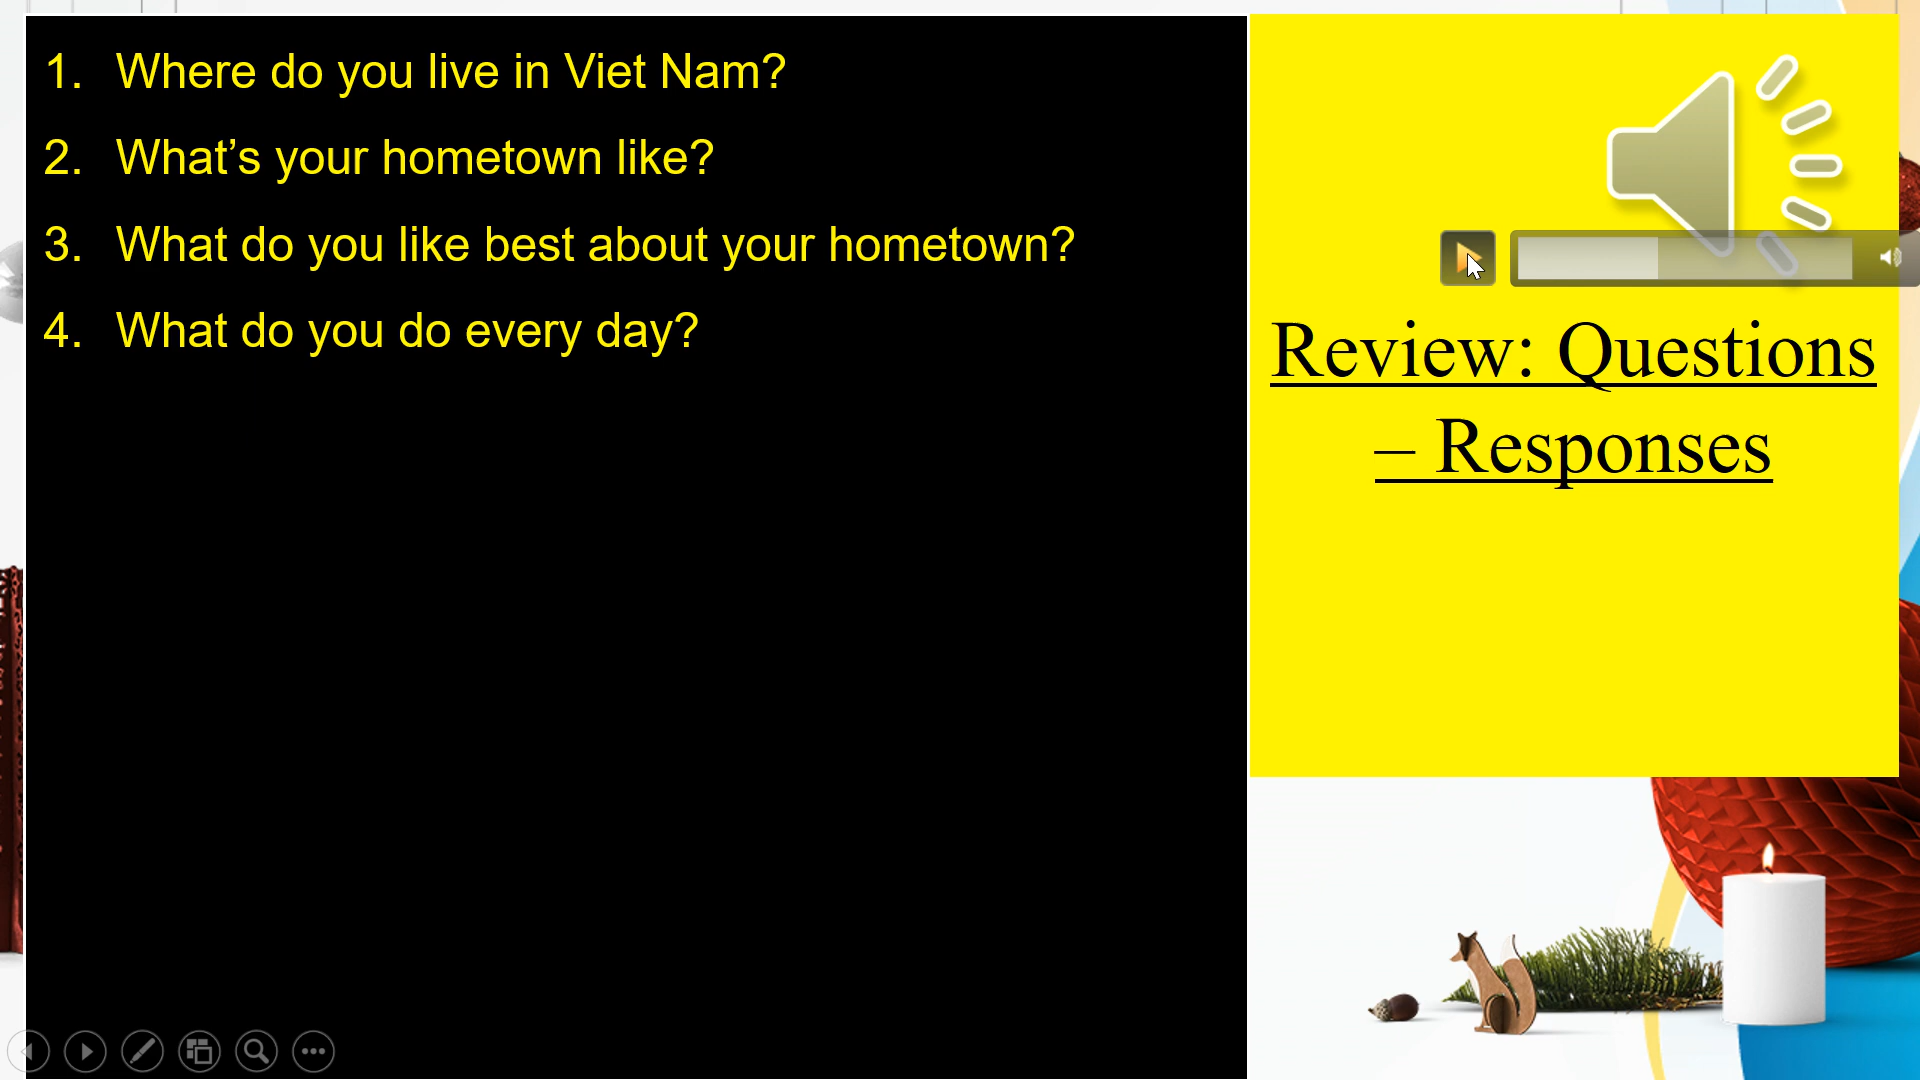 1. Where do you live in Viet Nam?
2. What’s your hometown like?
3. What do you like best about your hometown?
4. What do you do every day?
Review: Questions
– Responses